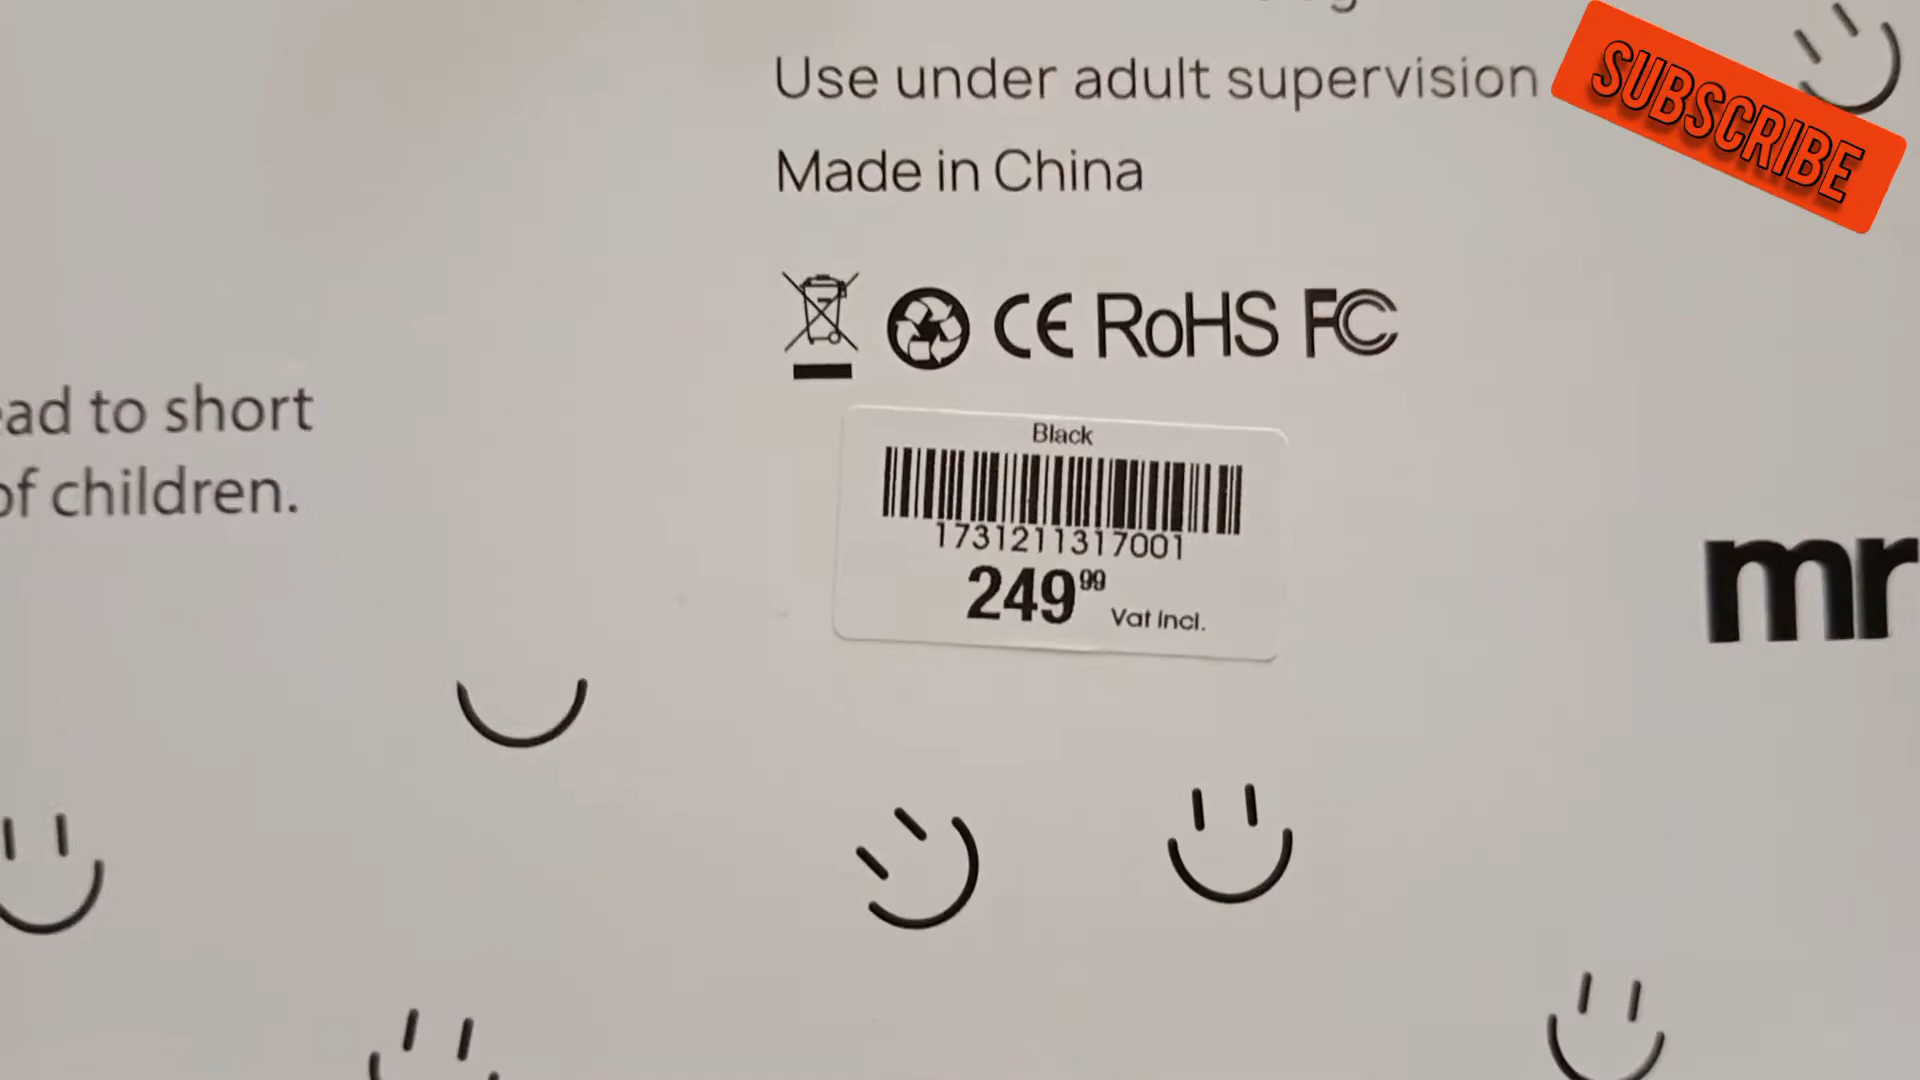 Use under adult supervision
SUBSCRIBE
Made in China
CE RoHS FC
to short
of children.
Black
1731211317001
249 99 Vat Incl.
mr